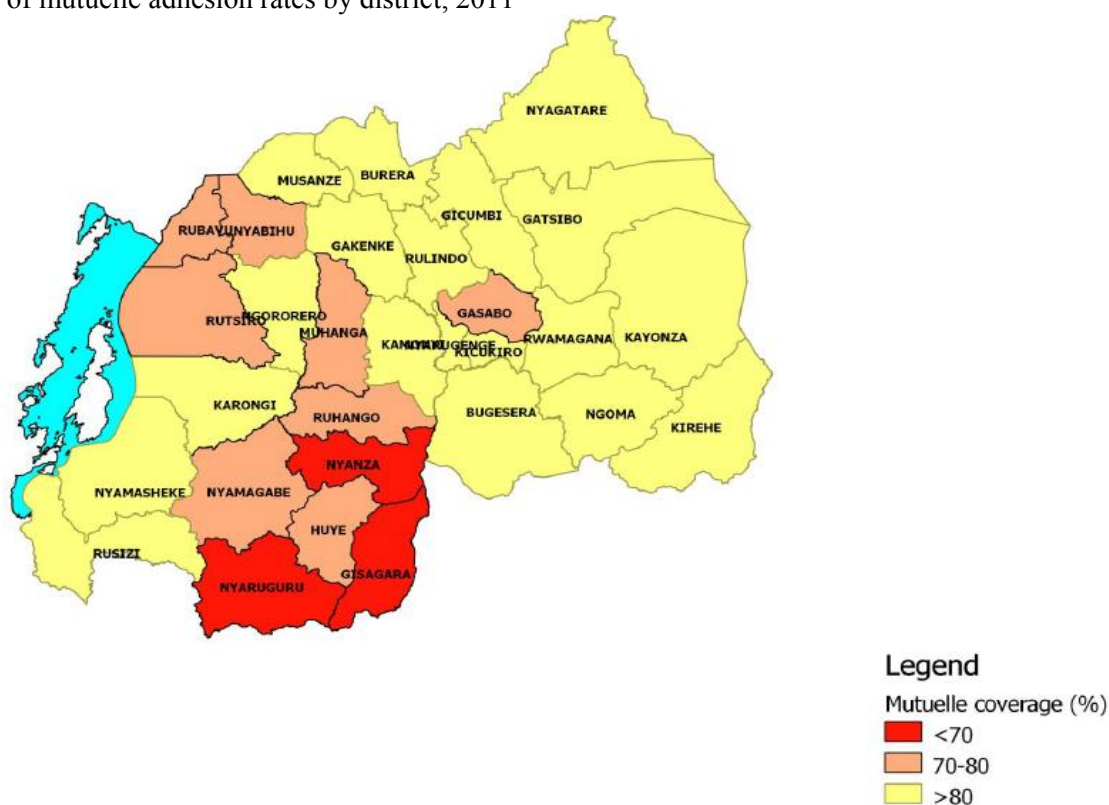 of mutuelle adhesion rates by district, 2011
NYAGATARE
BURERA
MUSANZE
GICUMBI
GATSIBO
RUBAVU
NYABIHU
GAKENKE
RULINDO
GASABO
RUTSIRO
NGORORERO
MUHANGA
KAMONYI
NYARUGENGE
KICUKIRO
RWAMAGANA
KAYONZA
KARONGI
RUHANGO
BUGESERA
NGOMA
KIREHE
NYANZA
NYAMASHEKE
NYAMAGABE
HUYE
RUSIZI
GISAGARA
NYARUGURU
Legend
Mutuelle coverage (%)
<70
70-80
>80